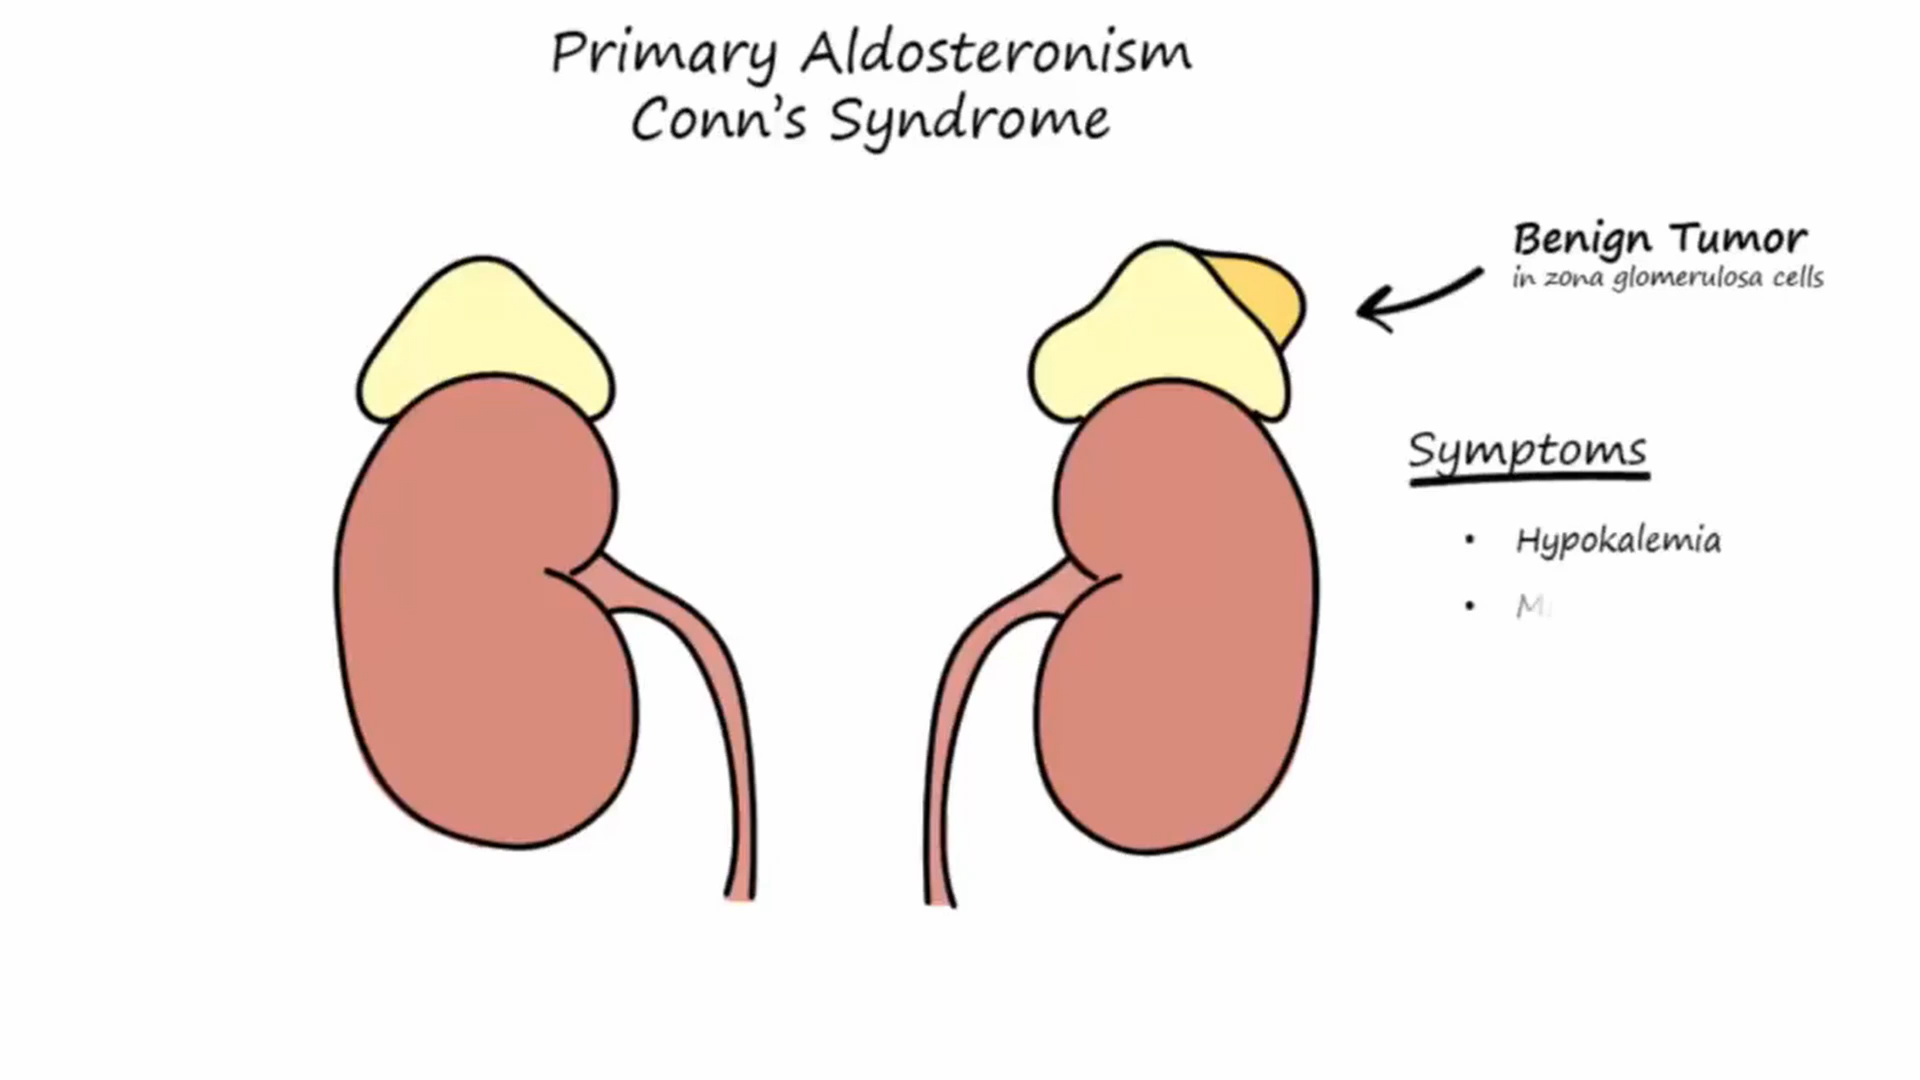 Primary Aldosteronism
Conn's Syndrome
Benign Tumor
in zona glomerulosa cells
Symptoms
• Hypokalemia
• M